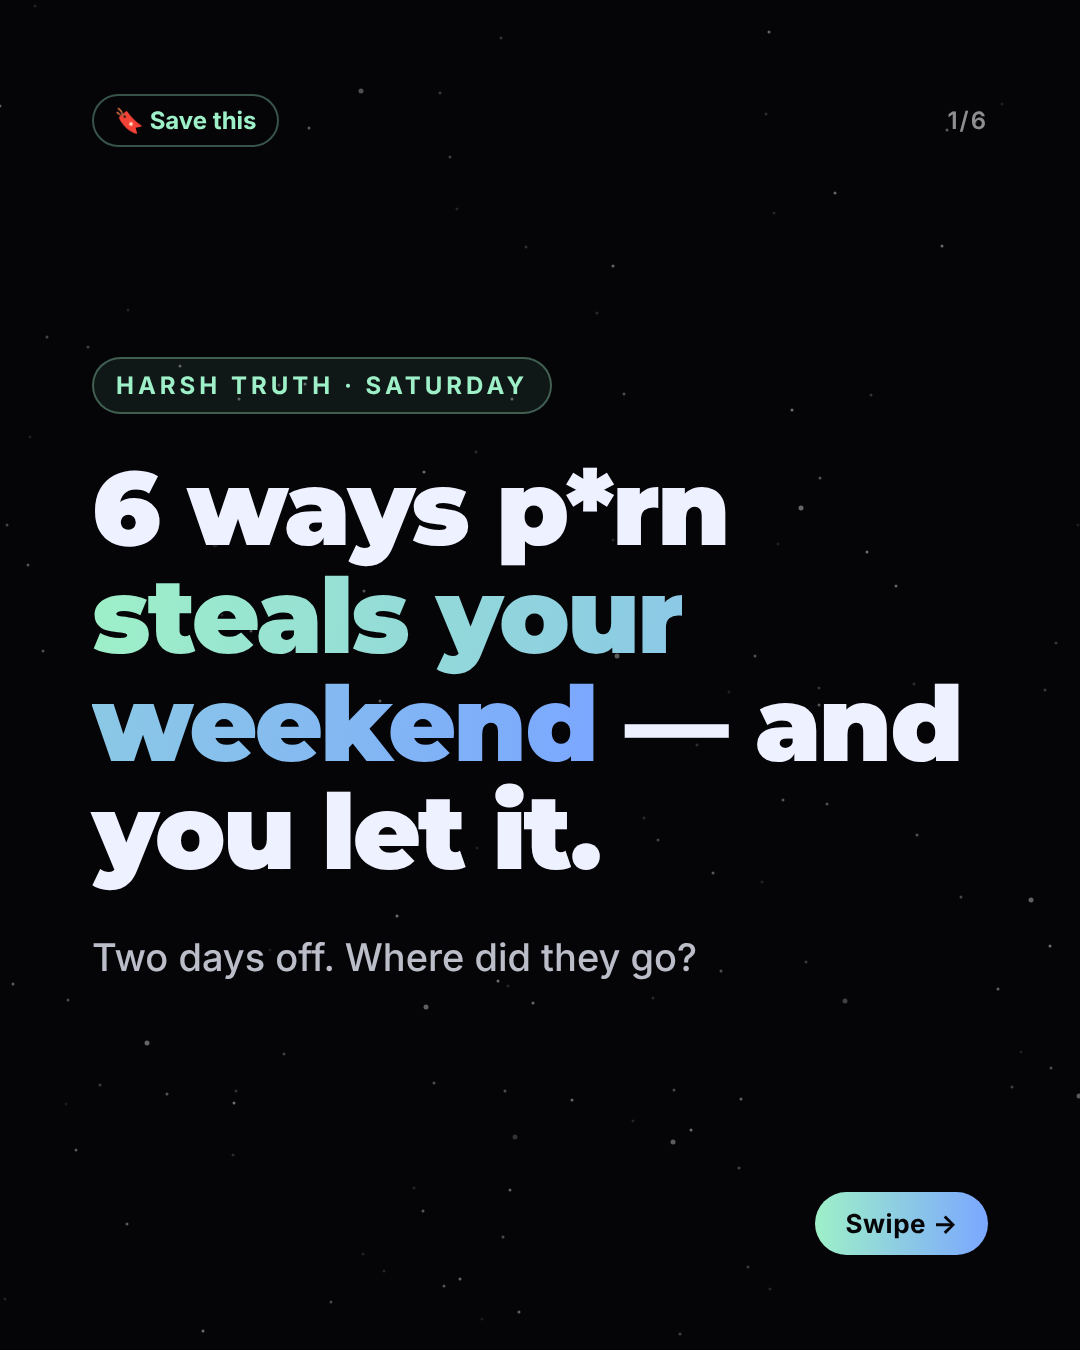 🔖 Save this
1/6
HARSH TRUTH · SATURDAY
6 ways p*rn
steals your
weekend — and
you let it.
Two days off. Where did they go?
Swipe →